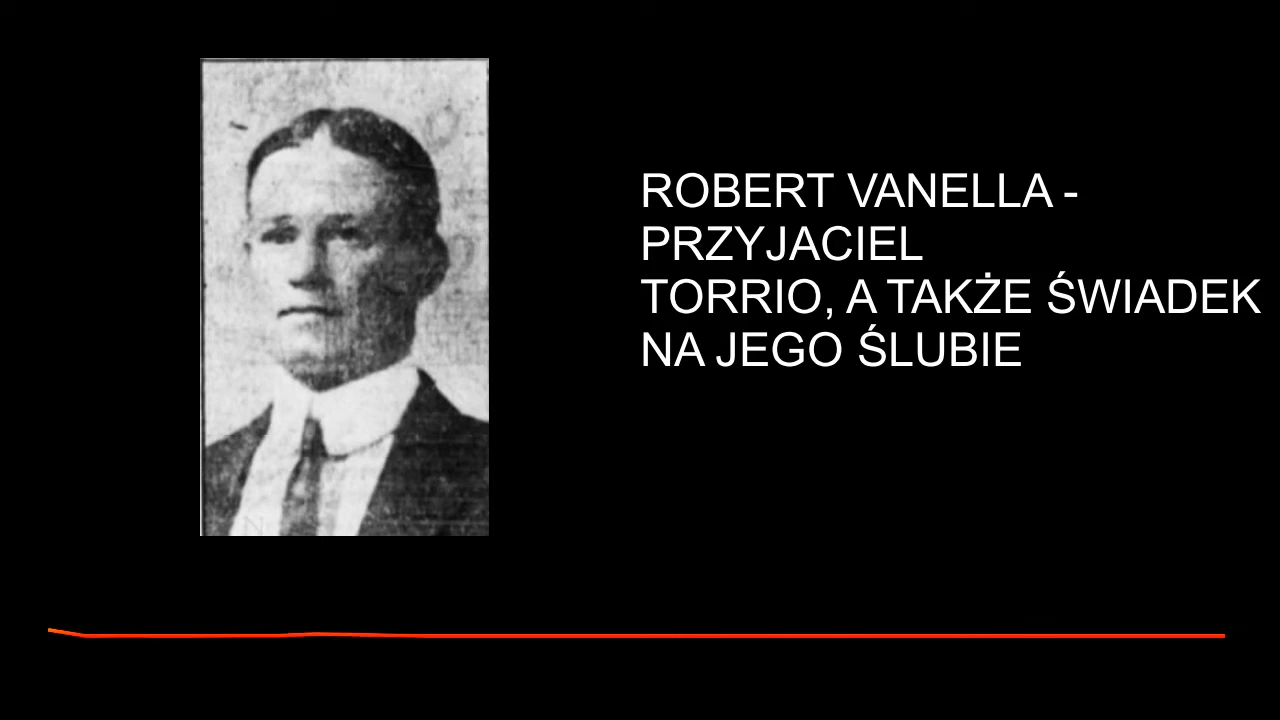 ROBERT VANELLA -
PRZYJACIEL
TORRIO, A TAKŻE ŚWIADEK
NA JEGO ŚLUBIE